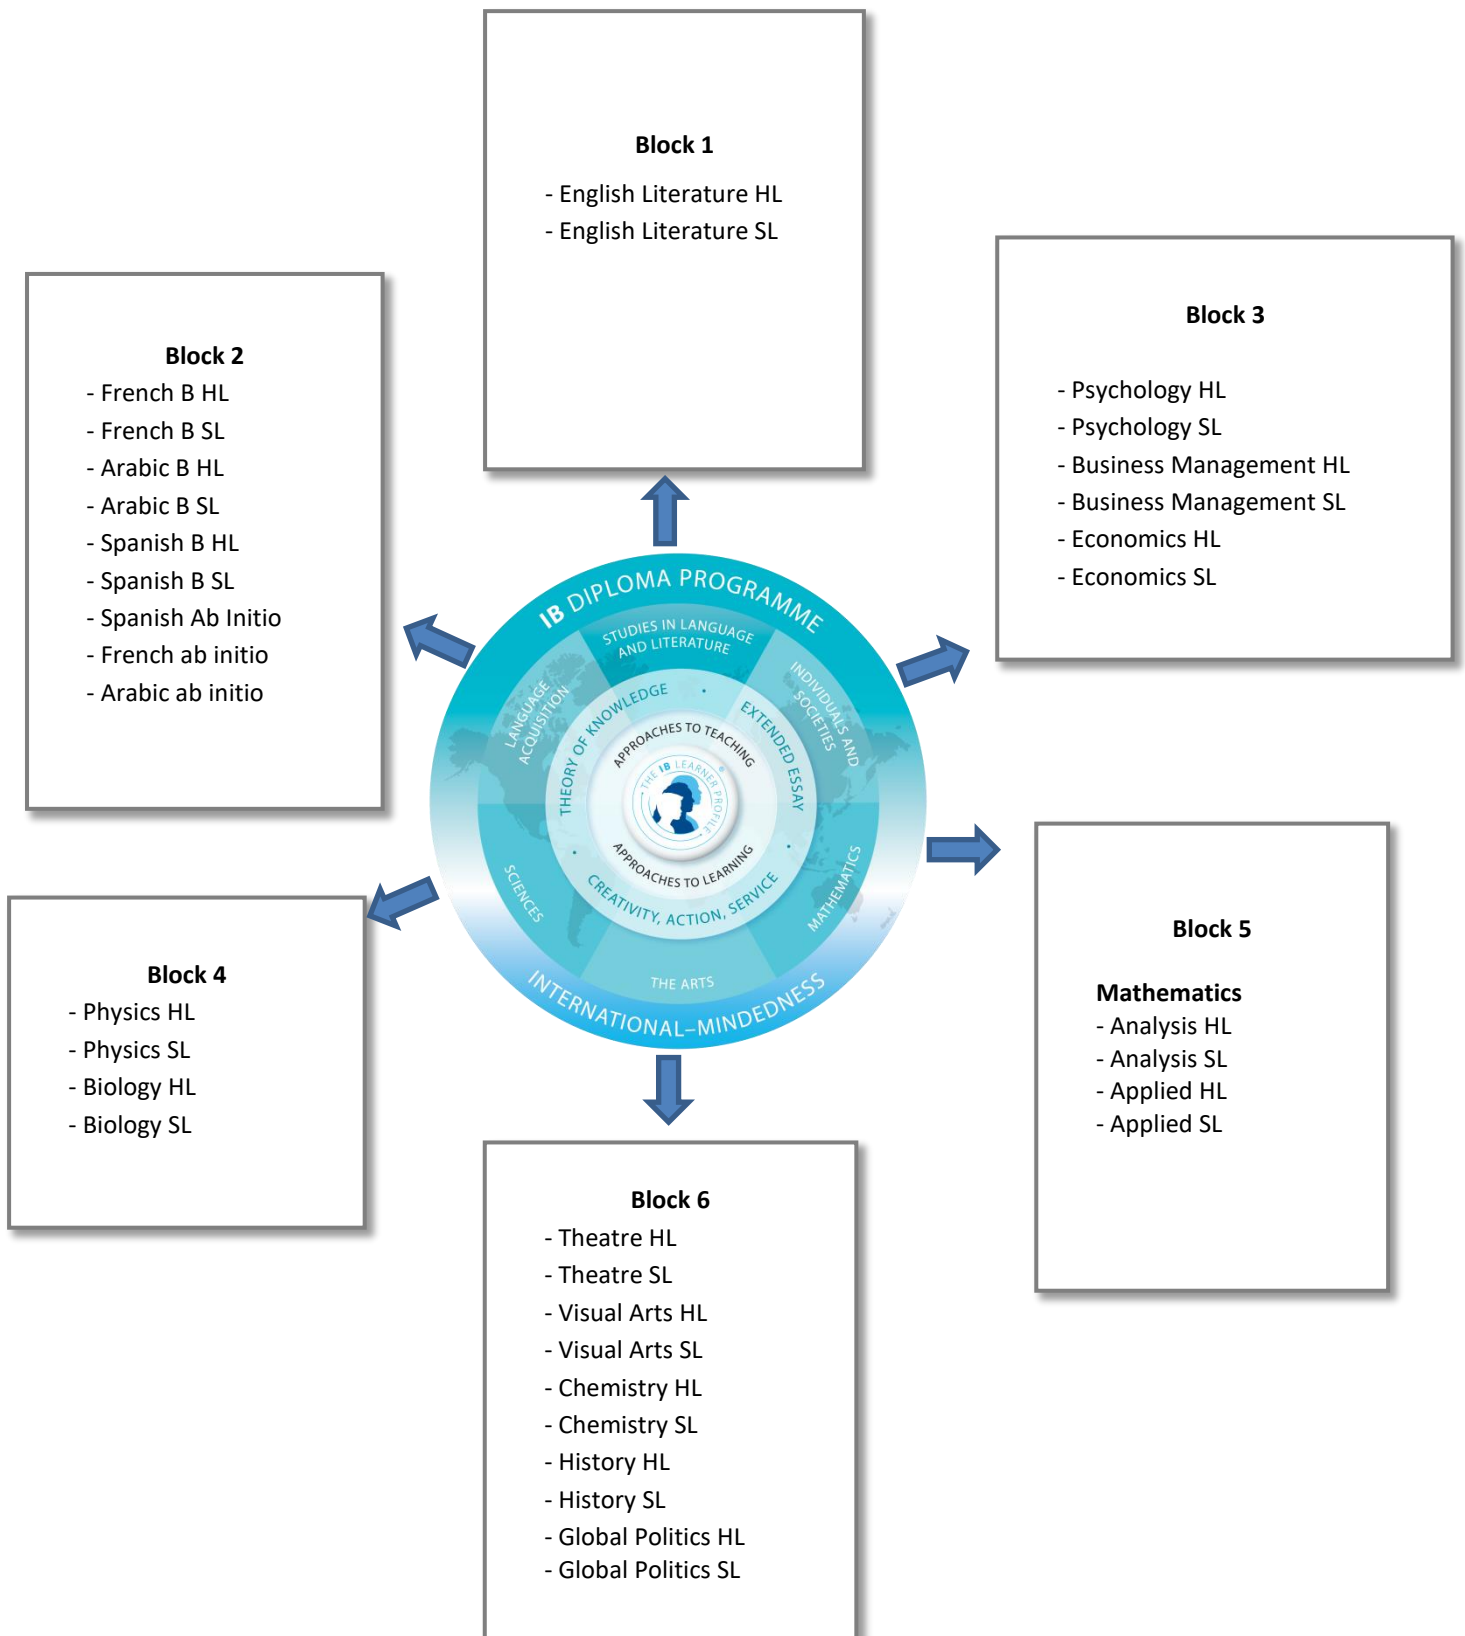 Block 1
- English Literature HL
- English Literature SL
Block 2
- French B HL
- French B SL
- Arabic B HL
- Arabic B SL
- Spanish B HL
- Spanish B SL
- Spanish Ab Initio
- French ab initio
- Arabic ab initio
Block 3
- Psychology HL
- Psychology SL
- Business Management HL
- Business Management SL
- Economics HL
- Economics SL
IB DIPLOMA PROGRAMME
STUDIES IN LANGUAGE
AND LITERATURE
LANGUAGE
ACQUISITION
INDIVIDUALS AND
SOCIETIES
THEORY OF KNOWLEDGE
EXTENDED ESSAY
APPROACHES TO TEACHING
THE IB LEARNER PROFILE
®
APPROACHES TO LEARNING
CREATIVITY, ACTION, SERVICE
SCIENCES
MATHEMATICS
THE ARTS
INTERNATIONAL–MINDEDNESS
Block 4
- Physics HL
- Physics SL
- Biology HL
- Biology SL
Block 5
Mathematics
- Analysis HL
- Analysis SL
- Applied HL
- Applied SL
Block 6
- Theatre HL
- Theatre SL
- Visual Arts HL
- Visual Arts SL
- Chemistry HL
- Chemistry SL
- History HL
- History SL
- Global Politics HL
- Global Politics SL